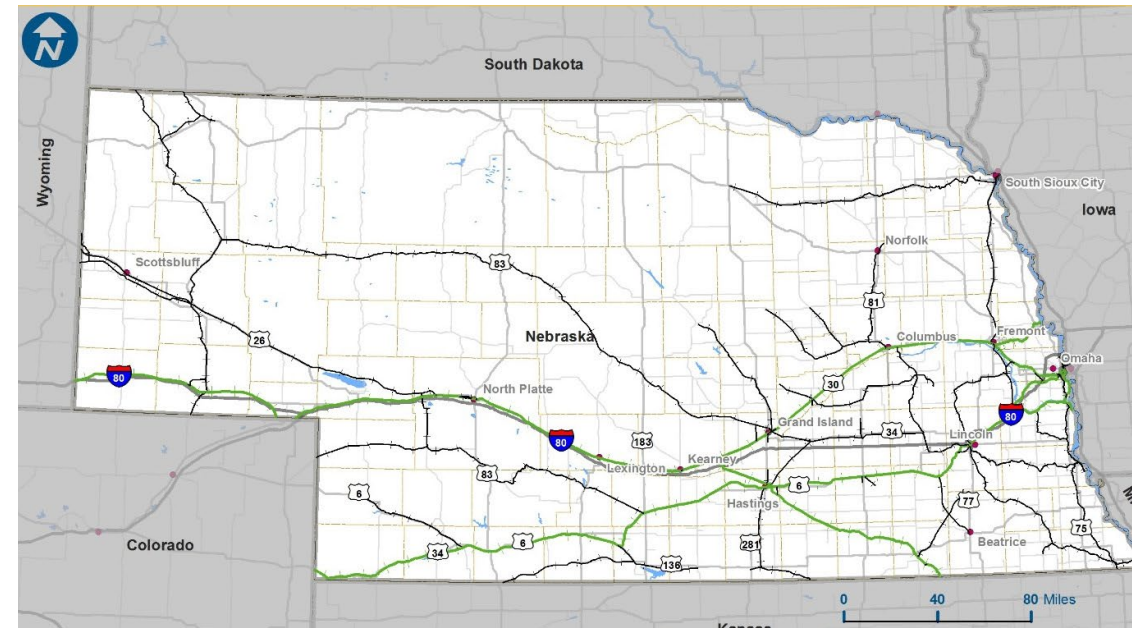 N
South Dakota
Wyoming
South Sioux City
Iowa
Norfolk
Scottsbluff
83
81
Nebraska
Columbus
Fremont
26
Omaha
80
North Platte
30
80
Grand Island
34
80
183
Lincoln
Kearney
Lexington
83
6
6
77
Hastings
75
281
Colorado
34
6
Beatrice
136
0
40
80 Miles